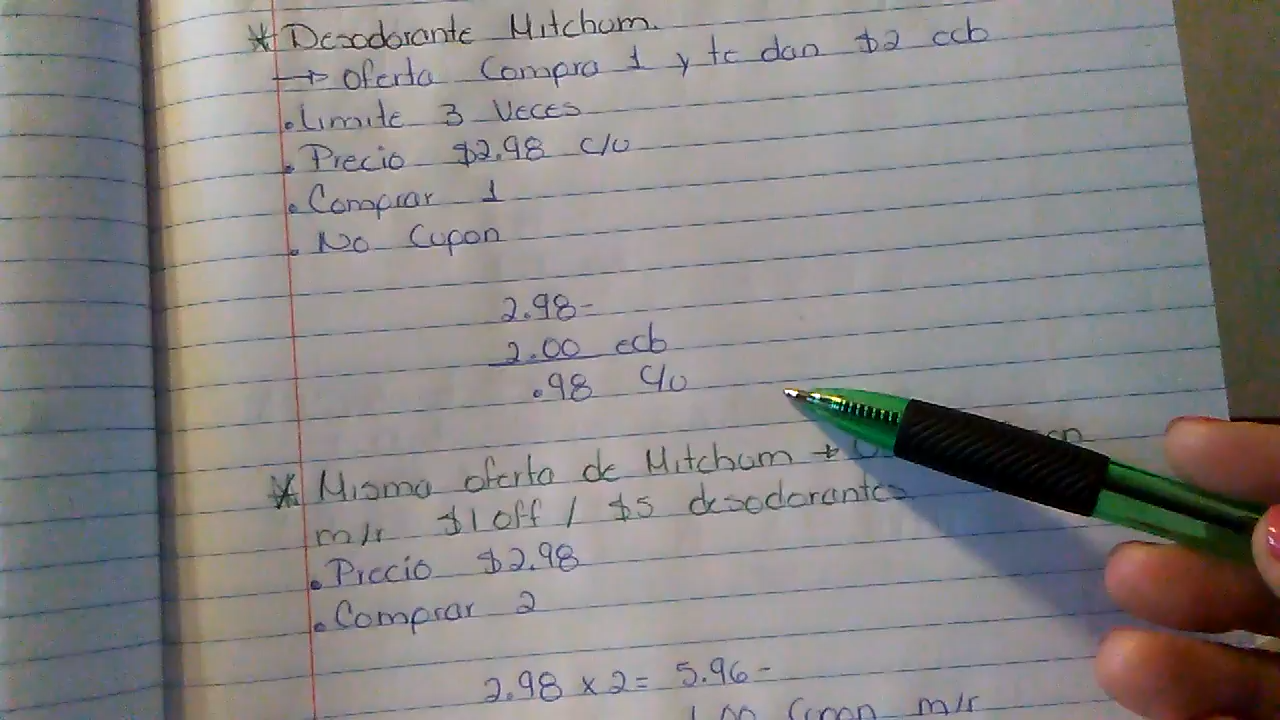 * Desodorante Mitchum.
→ oferta Compra 1 y te dan $2 ecb
. Limite 3 Veces
. Precio $2.98 c/u
. Comprar 1
. No Cupon
2.98-
2.00 ecb
.98 c/u
* Misma oferta de Mitchum +
m/r $1 off / $5 desodorantes
. Precio $2.98
. Comprar 2
2.98 x 2 = 5.96-
1.00 Cupon m/r